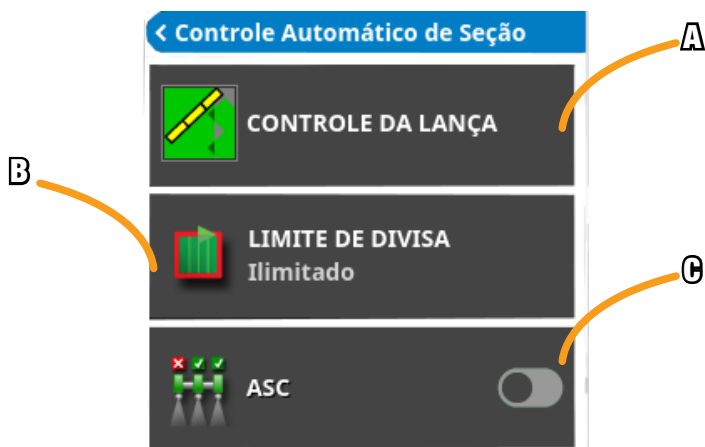 < Controle Automático de Seção
A
CONTROLE DA LANÇA
B
LIMITE DE DIVISA
Ilimitado
C
ASC